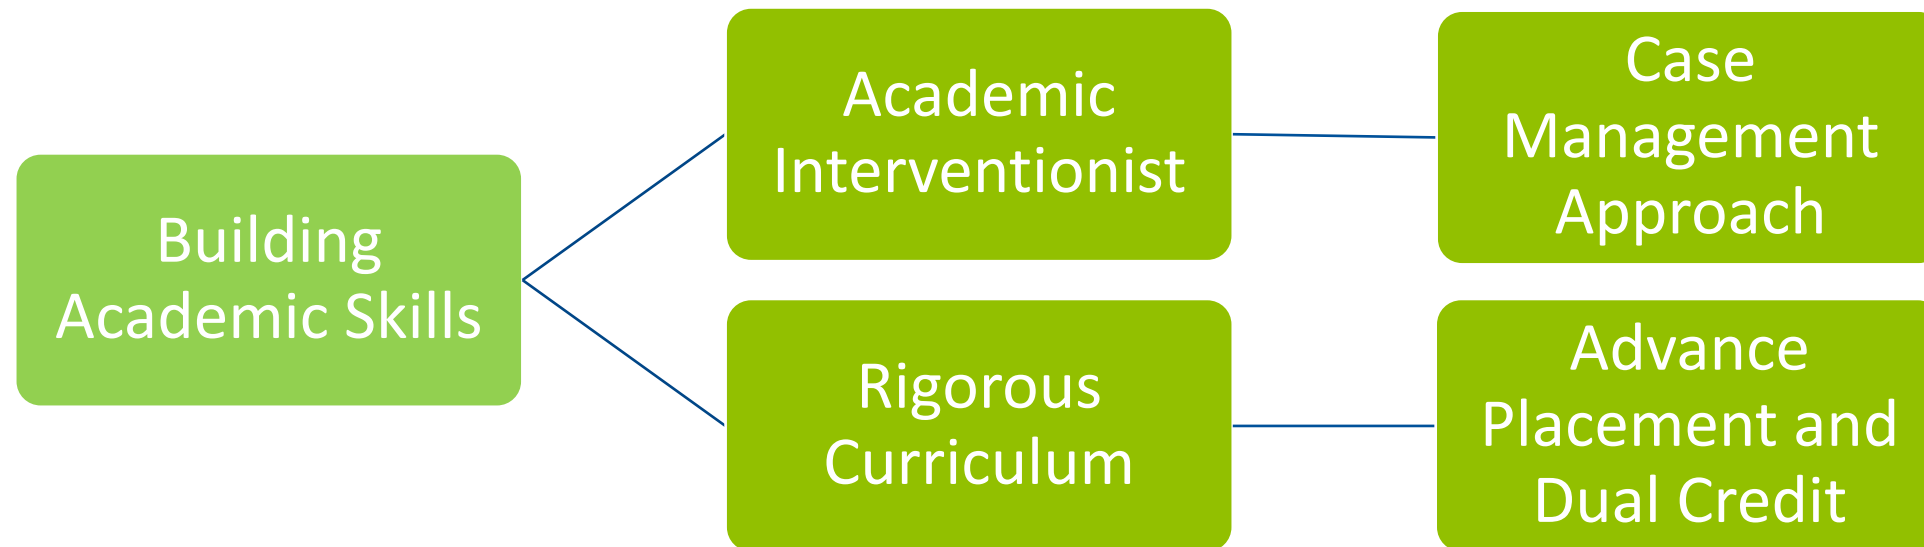 Building
Academic Skills
Academic
Interventionist
Case
Management
Approach
Rigorous
Curriculum
Advance
Placement and
Dual Credit